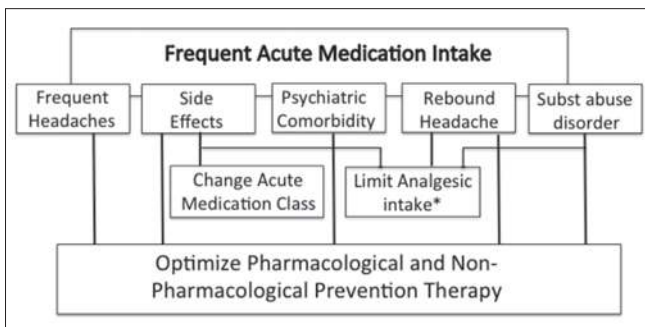 Frequent Acute Medication Intake
Frequent
Headaches
Side
Effects
Psychiatric
Comorbidity
Rebound
Headache
Subst abuse
disorder
Change Acute
Medication Class
Limit Analgesic
intake*
Optimize Pharmacological and Non-
Pharmacological Prevention Therapy